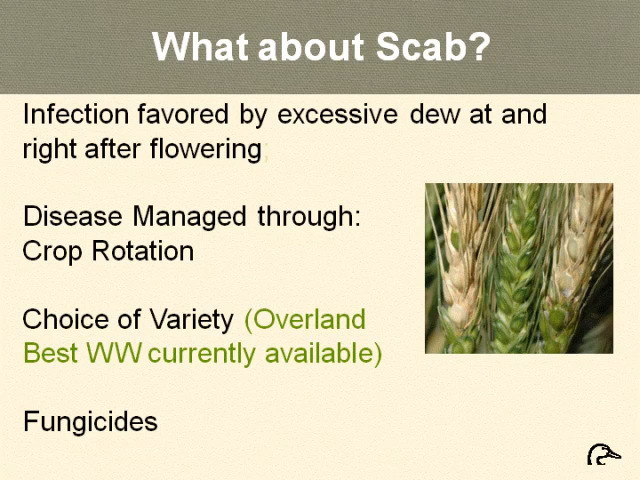 What about Scab?
Infection favored by excessive dew at and
right after flowering;
Disease Managed through:
Crop Rotation
Choice of Variety (Overland
Best WW currently available)
Fungicides